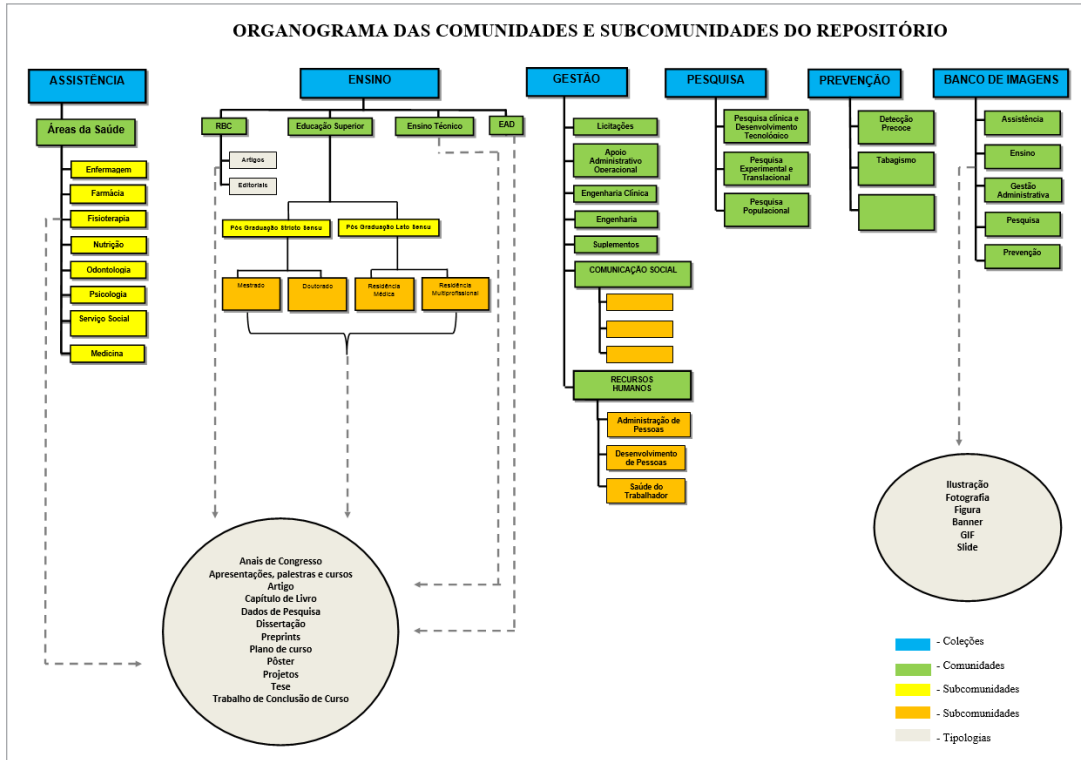 ORGANOGRAMA DAS COMUNIDADES E SUBCOMUNIDADES DO REPOSITÓRIO
ASSISTÊNCIA
Áreas da Saúde
Enfermagem
Farmácia
Fisioterapia
Nutrição
Odontologia
Psicologia
Serviço Social
Medicina
ENSINO
RBC
Educação Superior
Ensino Técnico
EAD
Artigos
Editoriais
Pós Graduação Stricto Sensu
Pós Graduação Lato Sensu
Mestrado
Doutorado
Residência
Médica
Residência
Multiprofissional
GESTÃO
Licitações
Apoio
Administrativo
Operacional
Engenharia Clínica
Engenharia
Suplementos
COMUNICAÇÃO SOCIAL
RECURSOS
HUMANOS
Administração de
Pessoas
Desenvolvimento
de Pessoas
Saúde do
Trabalhador
PESQUISA
Pesquisa clínica e
Desenvolvimento
Tecnológico
Pesquisa
Experimental e
Translacional
Pesquisa
Populacional
PREVENÇÃO
Detecção
Precoce
Tabagismo
BANCO DE IMAGENS
Assistência
Ensino
Gestão
Administrativa
Pesquisa
Prevenção
Anais de Congresso
Apresentações, palestras e cursos
Artigo
Capítulo de Livro
Dados de Pesquisa
Dissertação
Preprints
Plano de curso
Pôster
Projetos
Tese
Trabalho de Conclusão de Curso
Ilustração
Fotografia
Figura
Banner
GIF
Slide
- Coleções
- Comunidades
- Subcomunidades
- Subcomunidades
- Tipologias